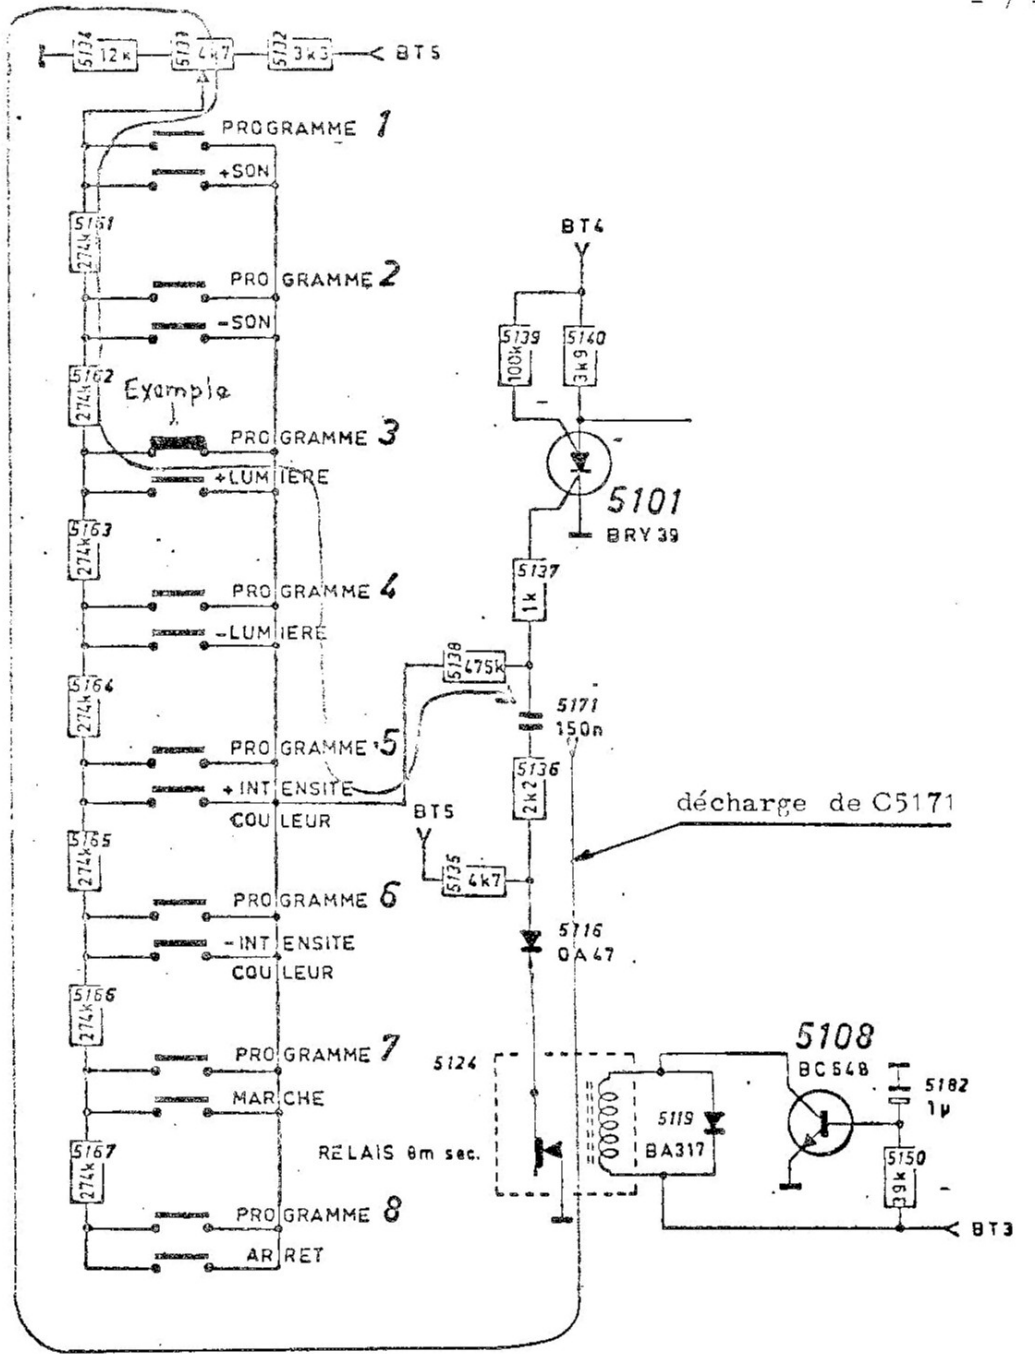 - 7 -
5134
12k
5133
4k7
5132
3k3
BT5
PROGRAMME 1
+SON
5161
274k
PROGRAMME 2
-SON
5162
274k
Example
PROGRAMME 3
+LUMIERE
5163
274k
PROGRAMME 4
-LUMIERE
5164
274k
PROGRAMME 5
+INTENSITE
COULEUR
5165
274k
PROGRAMME 6
-INTENSITE
COULEUR
5166
274k
PROGRAMME 7
MARCHE
5167
274k
PROGRAMME 8
ARRET
BT4
5139
100k
5140
3k9
5101
BRY39
5137
1k
5138
475k
5171
150n
5136
2k2
décharge de C5171
BT5
5135
4k7
5116
OA47
5124
RELAIS 8m sec.
5119
BA317
5108
BC548
5182
1µ
5150
39k
BT3